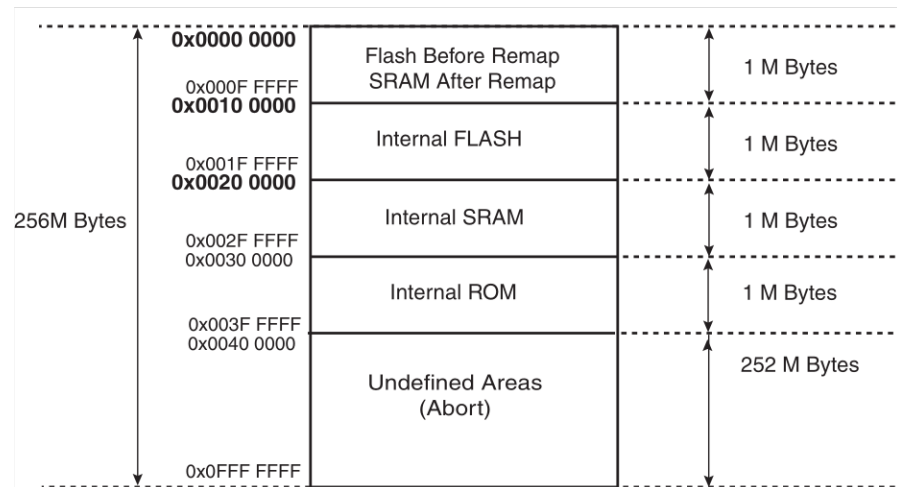 0x0000 0000
Flash Before Remap
SRAM After Remap
1 M Bytes
0x000F FFFF
0x0010 0000
Internal FLASH
1 M Bytes
0x001F FFFF
0x0020 0000
256M Bytes
Internal SRAM
1 M Bytes
0x002F FFFF
0x0030 0000
Internal ROM
1 M Bytes
0x003F FFFF
0x0040 0000
252 M Bytes
Undefined Areas
(Abort)
0x0FFF FFFF